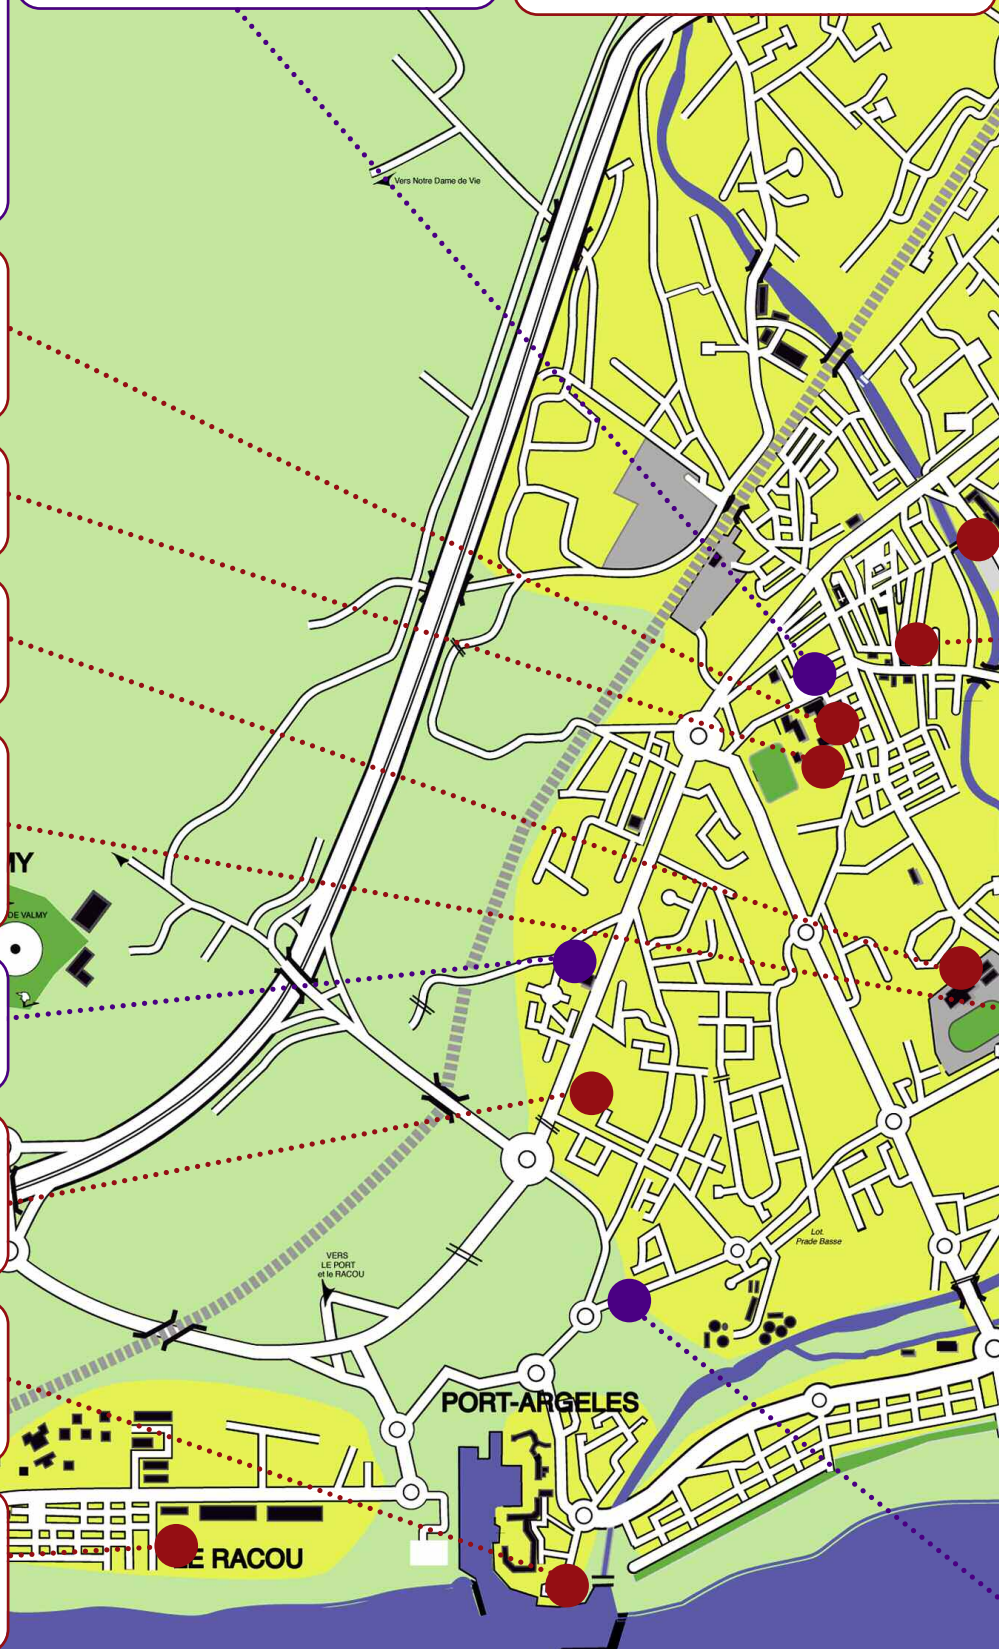 Vers Notre Dame de Vie
MY
DE VALMY
Lot.
Prade Basse
VERS
LE PORT
et le RACOU
PORT-ARGELES
LE RACOU